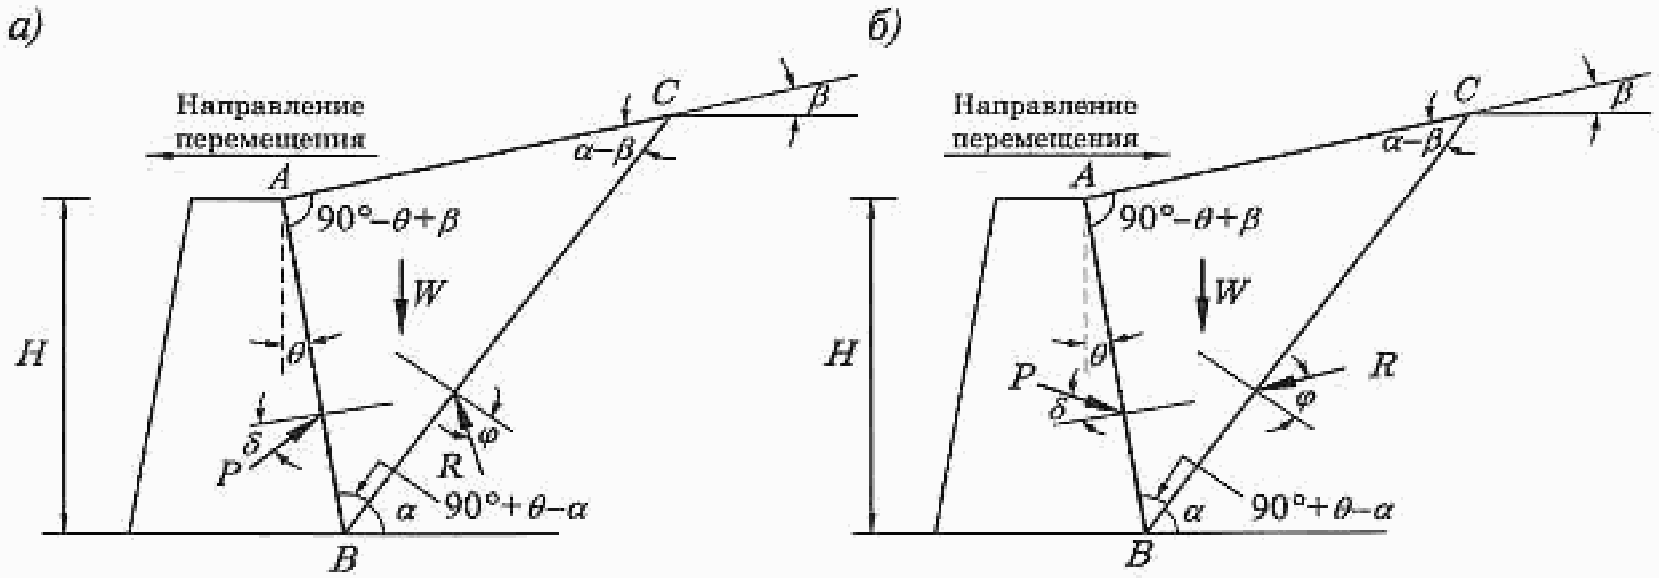 а)
Направление
перемещения
C
β
α–β
A
90°–θ+β
W
H
θ
δ
P
φ
R
α
90°+θ–α
B
б)
Направление
перемещения
C
β
α–β
A
90°–θ+β
W
H
θ
P
δ
R
φ
α
90°+θ–α
B